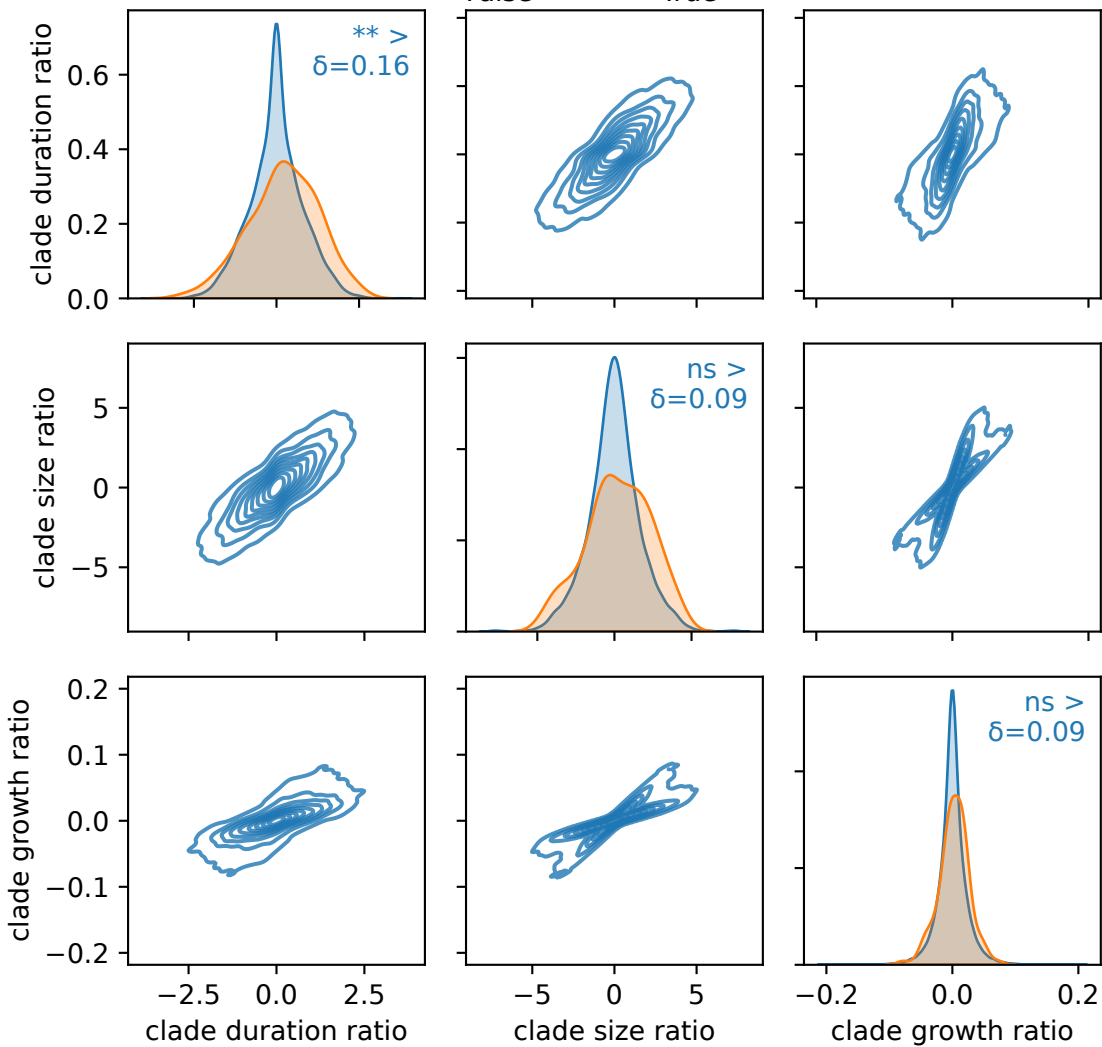 clade duration ratio
0.6
0.4
0.2
0.0
** >
δ=0.16
clade size ratio
5
0
−5
ns >
δ=0.09
clade growth ratio
0.2
0.1
0.0
−0.1
−0.2
ns >
δ=0.09
−2.5 0.0 2.5
clade duration ratio
−5 0 5
clade size ratio
−0.2 0.0 0.2
clade growth ratio